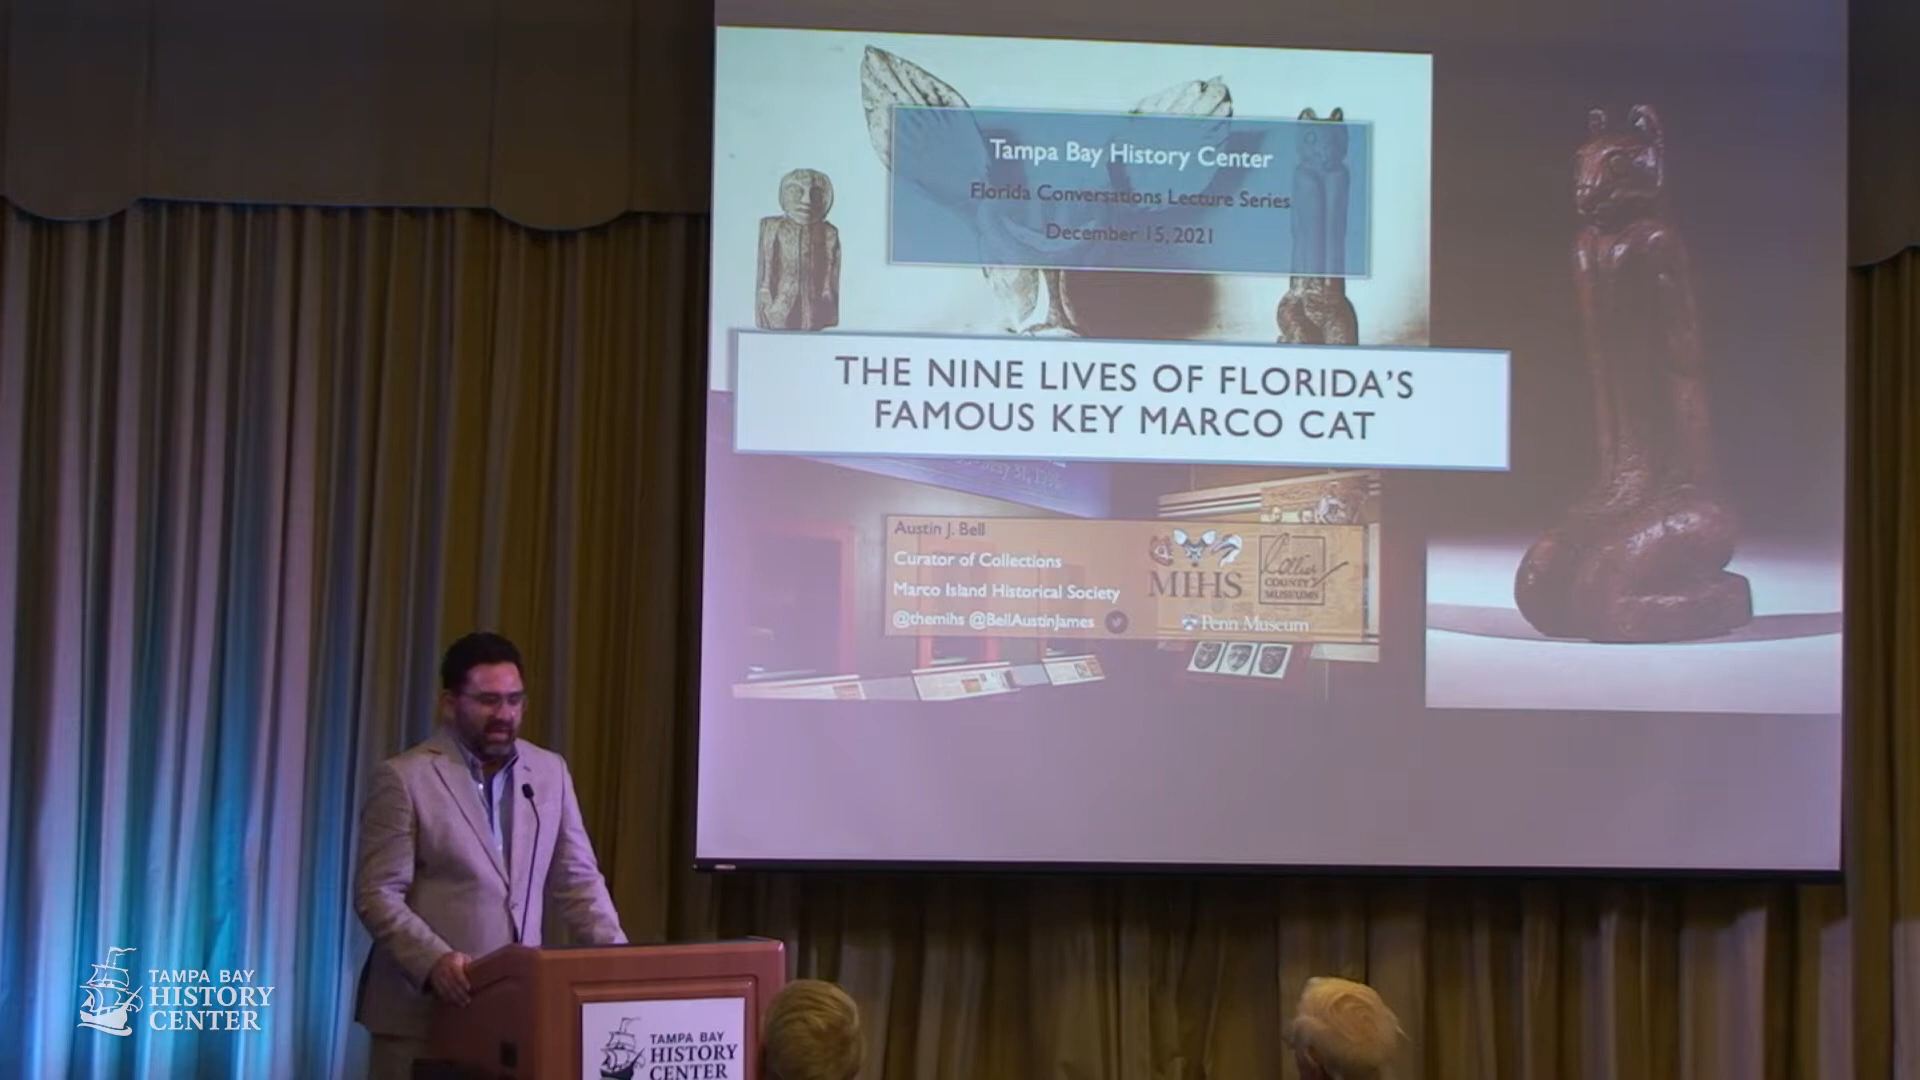 Tampa Bay History Center
Florida Conversations Lecture Series
December 15, 2021
THE NINE LIVES OF FLORIDA'S
FAMOUS KEY MARCO CAT
Austin J. Bell
Curator of Collections
Marco Island Historical Society
@themihs @BellAustinJames
MIHS
Collier
COUNTY
MUSEUMS
Penn Museum
TAMPA BAY
HISTORY
CENTER
TAMPA BAY
HISTORY
CENTER